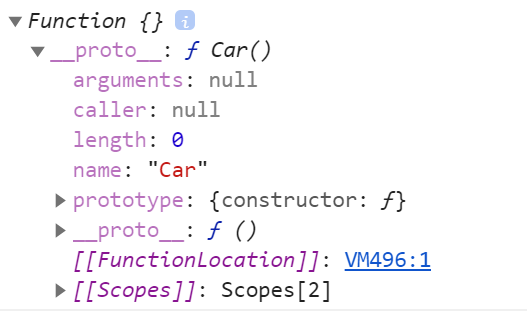 ▼Function {} i
▼__proto__: ƒ Car()
arguments: null
caller: null
length: 0
name: "Car"
▶prototype: {constructor: ƒ}
▶__proto__: ƒ ()
[[FunctionLocation]]: VM496:1
▶[[Scopes]]: Scopes[2]